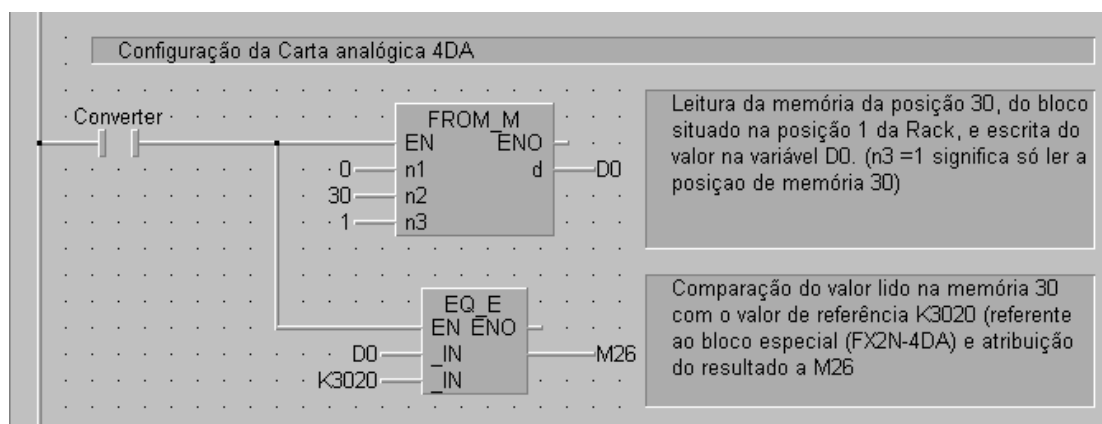 Configuração da Carta analógica 4DA
Converter
FROM_M
EN ENO
0 n1 d D0
30 n2
1 n3
Leitura da memória da posição 30, do bloco
situado na posição 1 da Rack, e escrita do
valor na variável D0. (n3 =1 significa só ler a
posiçao de memória 30)
EQ_E
EN ENO
D0 _IN M26
K3020 _IN
Comparação do valor lido na memória 30
com o valor de referência K3020 (referente
ao bloco especial (FX2N-4DA) e atribuição
do resultado a M26